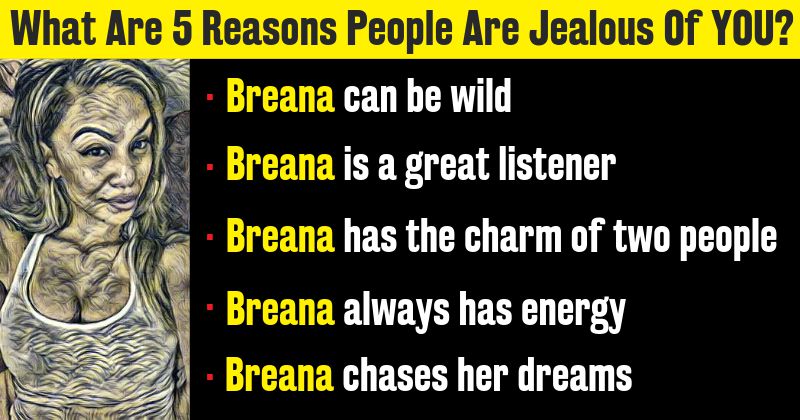 What Are 5 Reasons People Are Jealous Of YOU?
· Breana can be wild
· Breana is a great listener
· Breana has the charm of two people
· Breana always has energy
· Breana chases her dreams